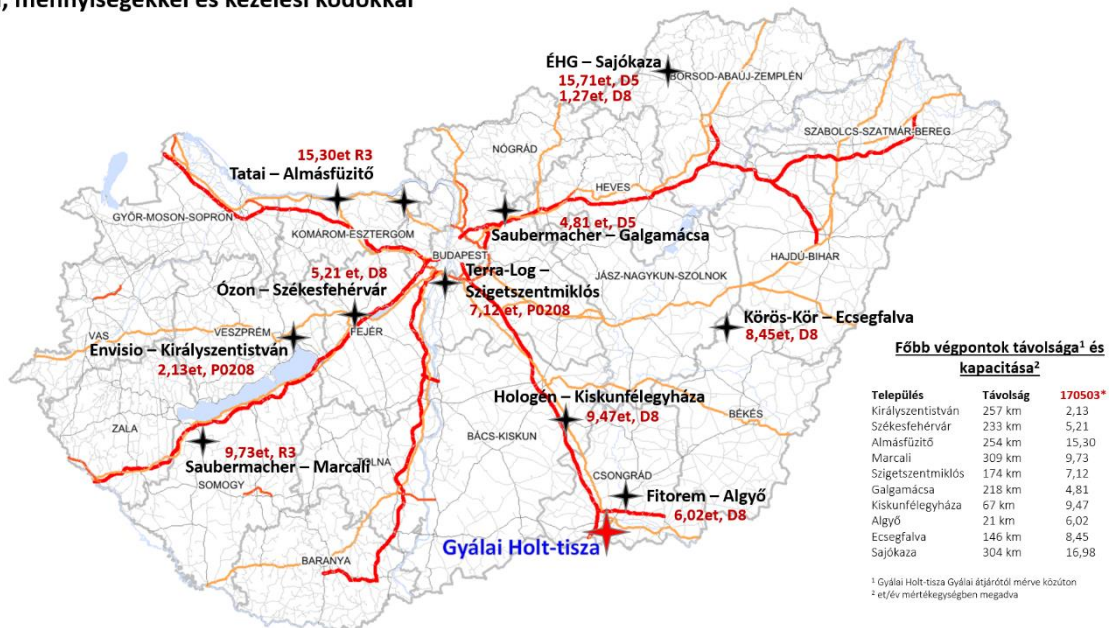 , mennyiségekkel és kezelési kódokkal
ÉHG – Sajókaza
15,71et, D5
1,27et, D8
BORSOD-ABAÚJ-ZEMPLÉN
SZABOLCS-SZATMÁR-BEREG
NÓGRÁD
HEVES
15,30et R3
Tatai – Almásfüzitő
GYŐR-MOSON-SOPRON
KOMÁROM-ESZTERGOM
4,81 et, D5
Saubermacher – Galgamácsa
BUDAPEST
HAJDÚ-BIHAR
JÁSZ-NAGYKUN-SZOLNOK
5,21 et, D8
Ózon – Székesfehérvár
Terra-Log –
Szigetszentmiklós
7,12 et, P0208
VAS
VESZPRÉM
FEJÉR
Envisio – Királyszentistván
2,13et, P0208
Körös-Kör – Ecsegfalva
8,45et, D8
Hologén – Kiskunfélegyháza
9,47et, D8
BÉKÉS
ZALA
BÁCS-KISKUN
9,73et, R3
Saubermacher – Marcali
TOLNA
SOMOGY
CSONGRÁD
Fitorem – Algyő
6,02et, D8
Gyálai Holt-tisza
BARANYA
Főbb végpontok távolsága¹ és
kapacitása²
Település Távolság 170503*
Királyszentistván 257 km 2,13
Székesfehérvár 233 km 5,21
Almásfűzitő 254 km 15,30
Marcali 309 km 9,73
Szigetszentmiklós 174 km 7,12
Galgamácsa 218 km 4,81
Kiskunfélegyháza 67 km 9,47
Algyő 21 km 6,02
Ecsegfalva 146 km 8,45
Sajókaza 304 km 16,98
¹ Gyálai Holt-tisza Gyálai átjárótól mérve közúton
² et/év mértékegységben megadva